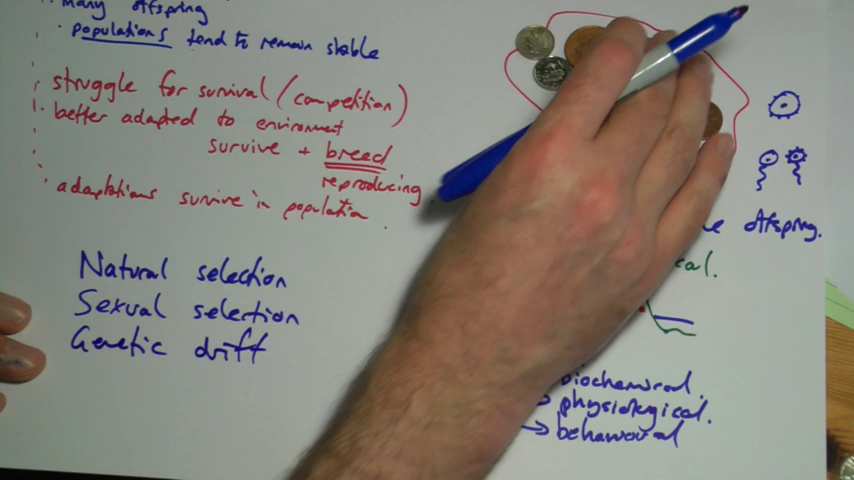 many offspring
· populations tend to remain stable
struggle for survival (competition)
· better adapted to environment
survive + breed
reproducing
· adaptations survive in population.
Natural selection
Sexual selection
Genetic drift
offspring.
biochemical.
physiological.
behavioural